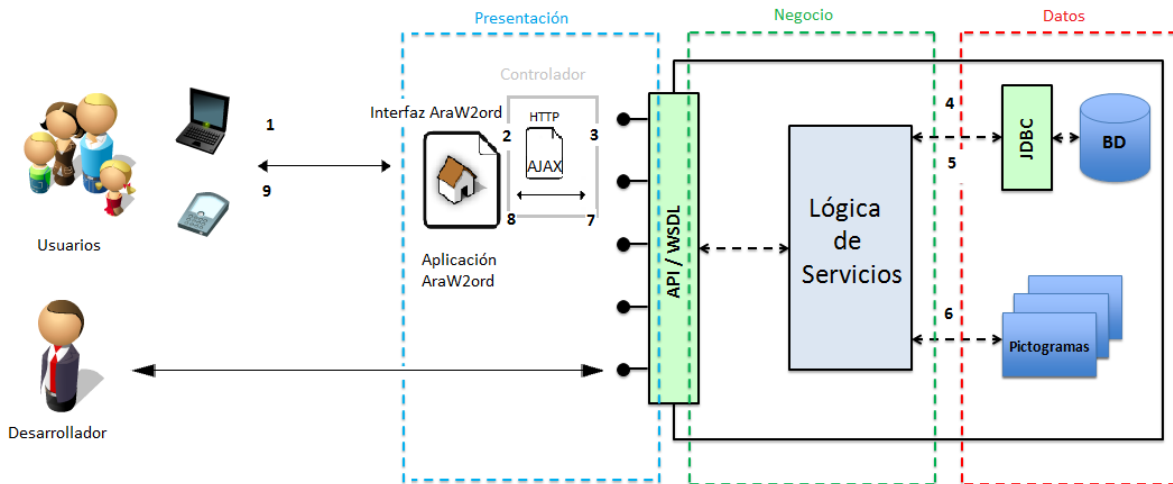 Presentación
Negocio
Datos
Controlador
Interfaz AraW2ord
HTTP
AJAX
1
9
2
3
8
7
Usuarios
Aplicación
AraW2ord
API / WSDL
Lógica
de
Servicios
4
5
6
JDBC
BD
Pictogramas
Desarrollador